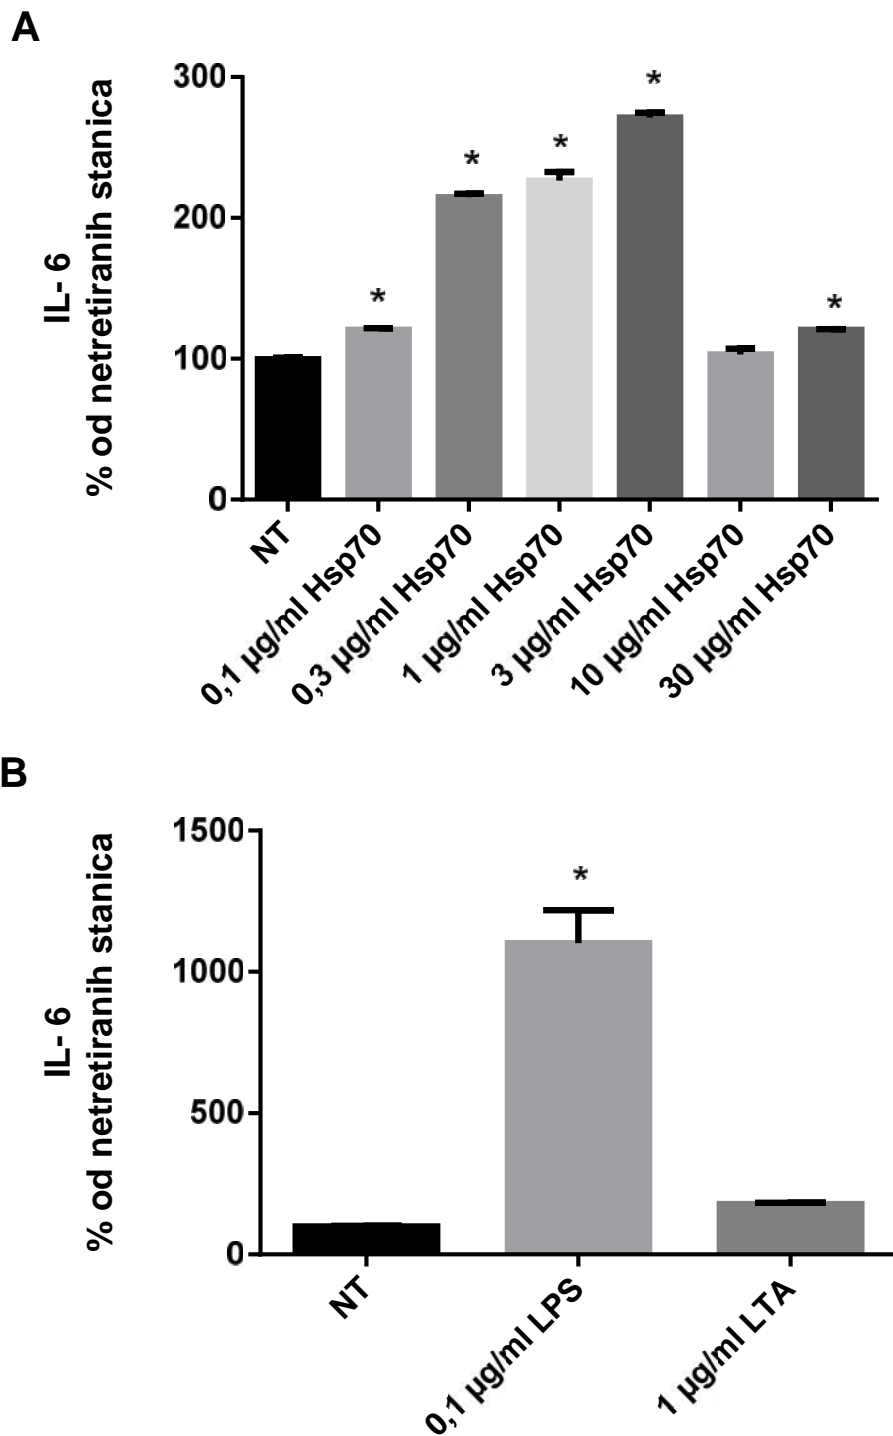 A
IL- 6
% od netretiranih stanica
300
200
100
0
*
*
*
*
*
NT
0,1 µg/ml Hsp70
0,3 µg/ml Hsp70
1 µg/ml Hsp70
3 µg/ml Hsp70
10 µg/ml Hsp70
30 µg/ml Hsp70
B
IL- 6
% od netretiranih stanica
1500
1000
500
0
*
NT
0,1 µg/ml LPS
1 µg/ml LTA